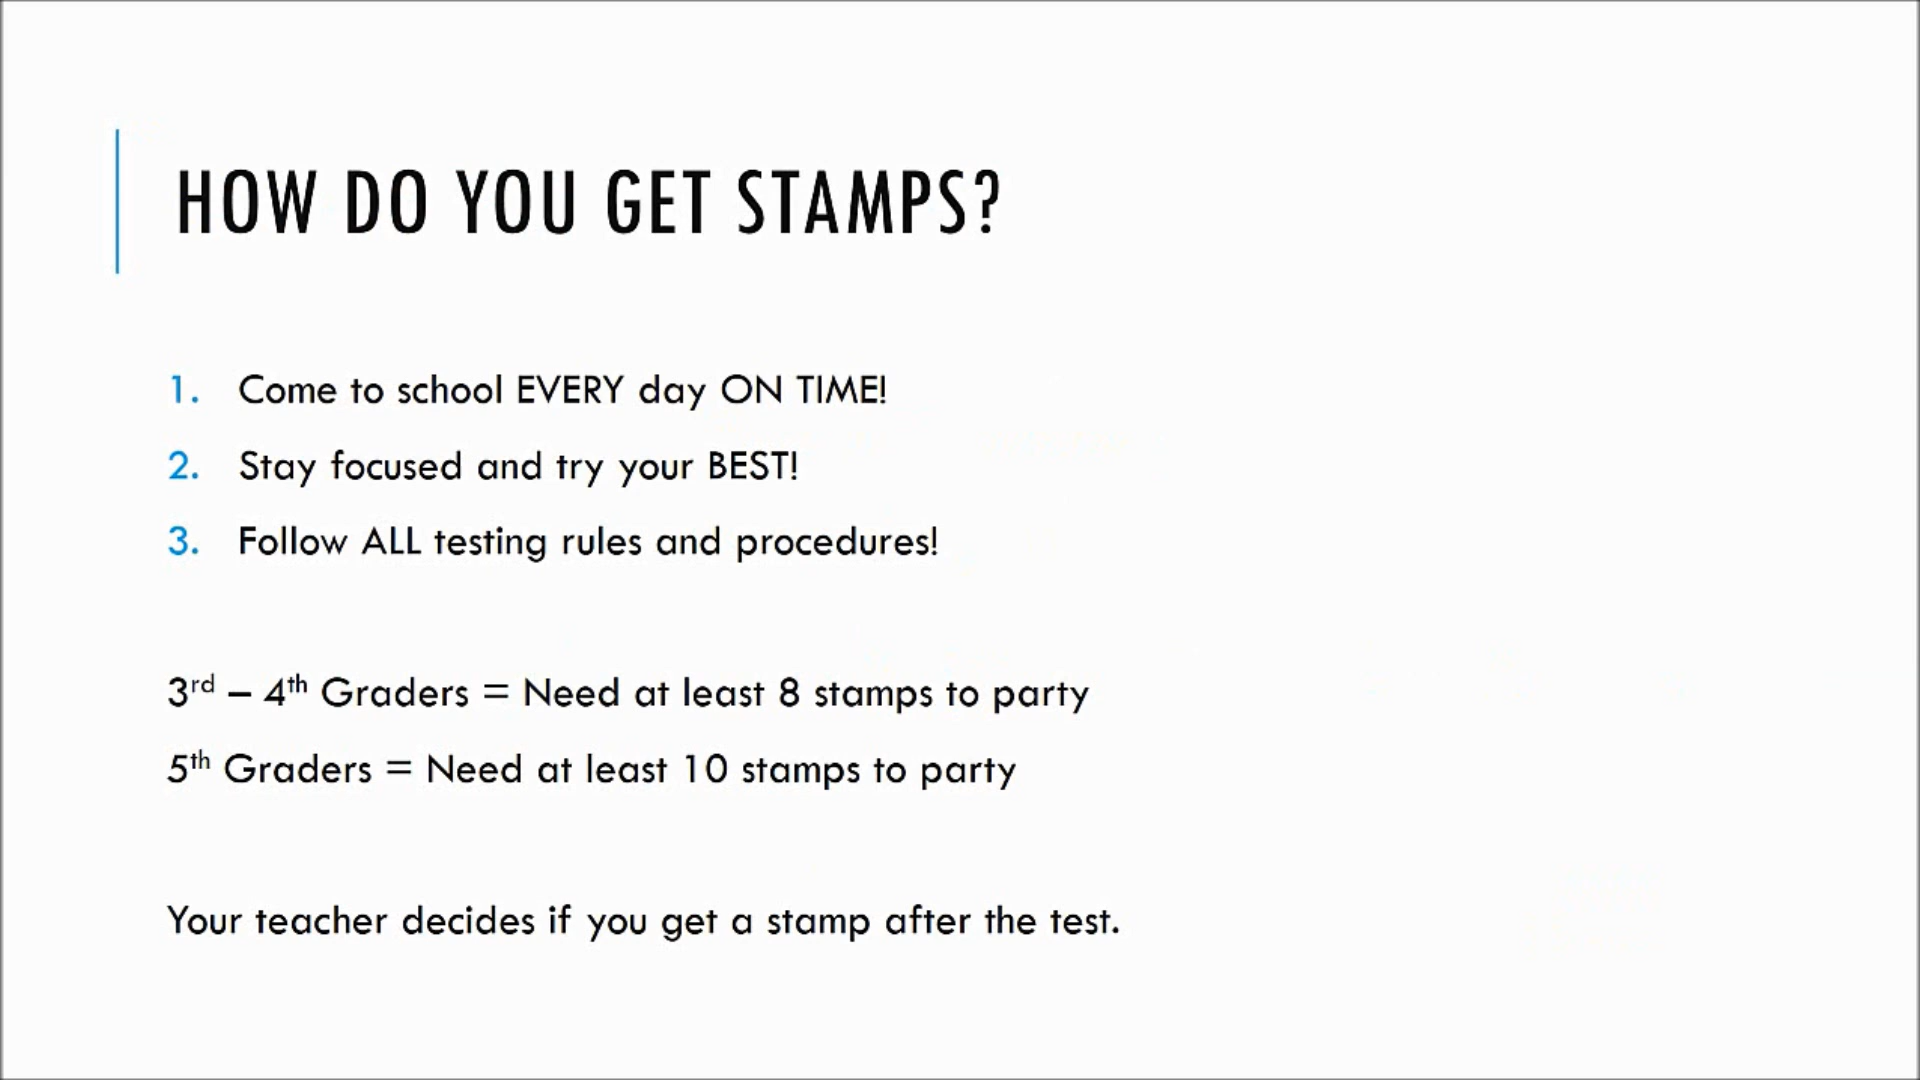 HOW DO YOU GET STAMPS?
1. Come to school EVERY day ON TIME!
2. Stay focused and try your BEST!
3. Follow ALL testing rules and procedures!
3rd – 4th Graders = Need at least 8 stamps to party
5th Graders = Need at least 10 stamps to party
Your teacher decides if you get a stamp after the test.